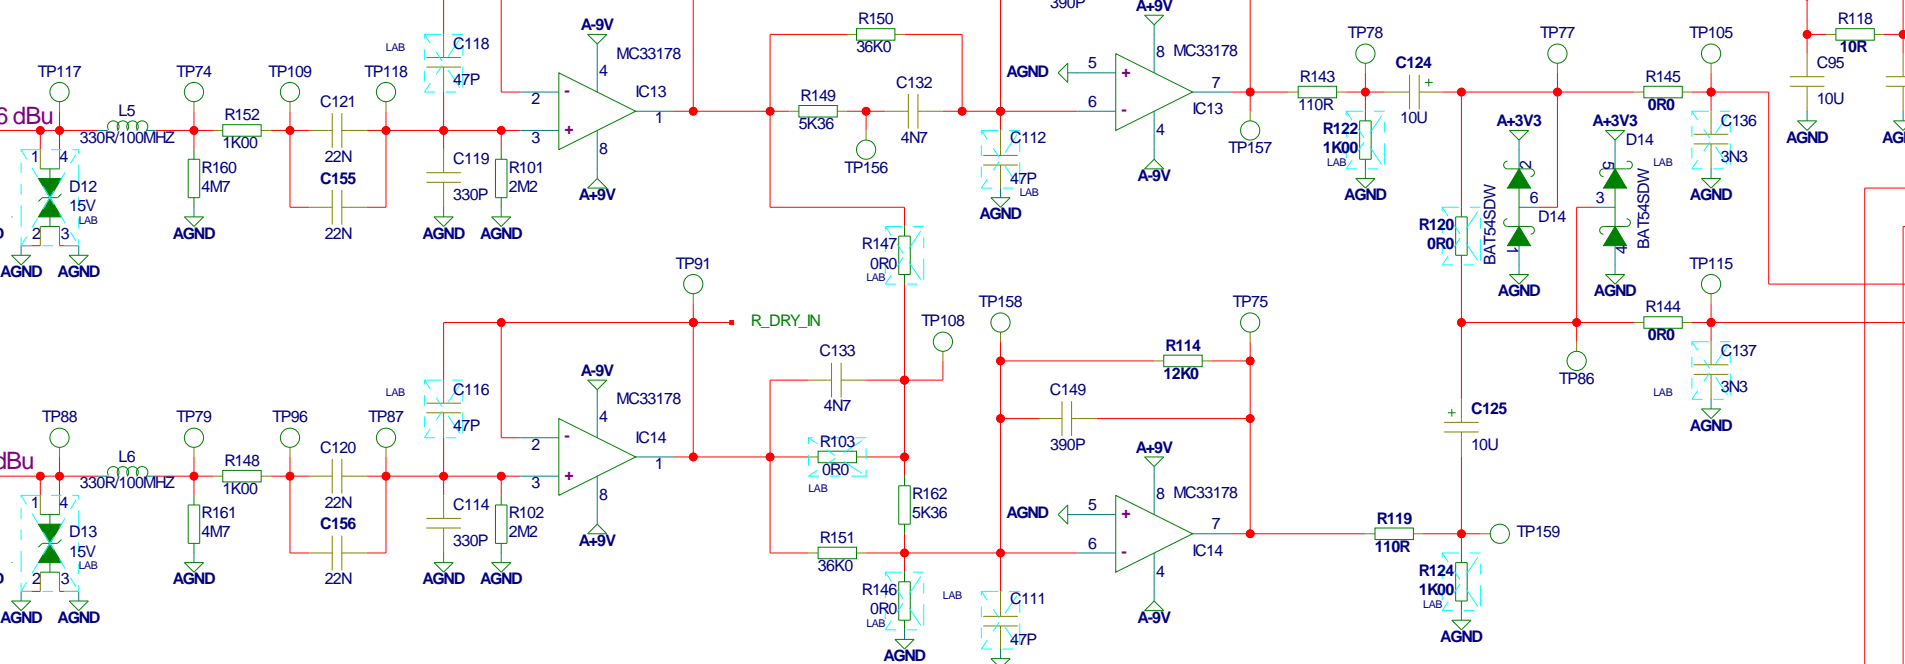 390P
A+9V
A-9V
R150
36K0
TP78
TP77
TP105
R118
10R
LAB
C118
47P
MC33178
4
8
MC33178
C124
+
10U
C95
10U
AGND
TP117
TP74
TP109
TP118
2
-
IC13
1
3
+
8
A+9V
R149
5K36
C132
4N7
TP156
AGND
5
+
6
-
7
IC13
4
A-9V
TP157
R143
110R
R122
1K00
LAB
AGND
R145
0R0
C136
3N3
LAB
AGND
AGND
6 dBu
L5
330R/100MHZ
R152
1K00
C121
22N
C155
22N
R160
4M7
AGND
1
4
D12
15V
LAB
2
3
AGND
AGND
C119
330P
AGND
R101
2M2
AGND
C112
47P
LAB
AGND
A+3V3
A+3V3
D14
2
5
6
3
D14
BAT54SDW
BAT54SDW
1
4
AGND
AGND
R120
0R0
R147
0R0
LAB
TP91
R_DRY_IN
TP108
TP158
TP75
TP115
R144
0R0
TP86
C137
3N3
LAB
AGND
C133
4N7
R114
12K0
C149
390P
C125
+
10U
LAB
C116
47P
A-9V
MC33178
4
TP88
TP79
TP96
TP87
2
-
IC14
1
3
+
8
A+9V
R103
0R0
LAB
R162
5K36
R151
36K0
A+9V
8
MC33178
AGND
5
+
6
-
7
IC14
4
A-9V
R119
110R
TP159
R124
1K00
LAB
AGND
dBu
L6
330R/100MHZ
R148
1K00
C120
22N
C156
22N
R161
4M7
AGND
1
4
D13
15V
LAB
2
3
AGND
AGND
C114
330P
AGND
R102
2M2
AGND
R146
0R0
LAB
AGND
LAB
C111
47P